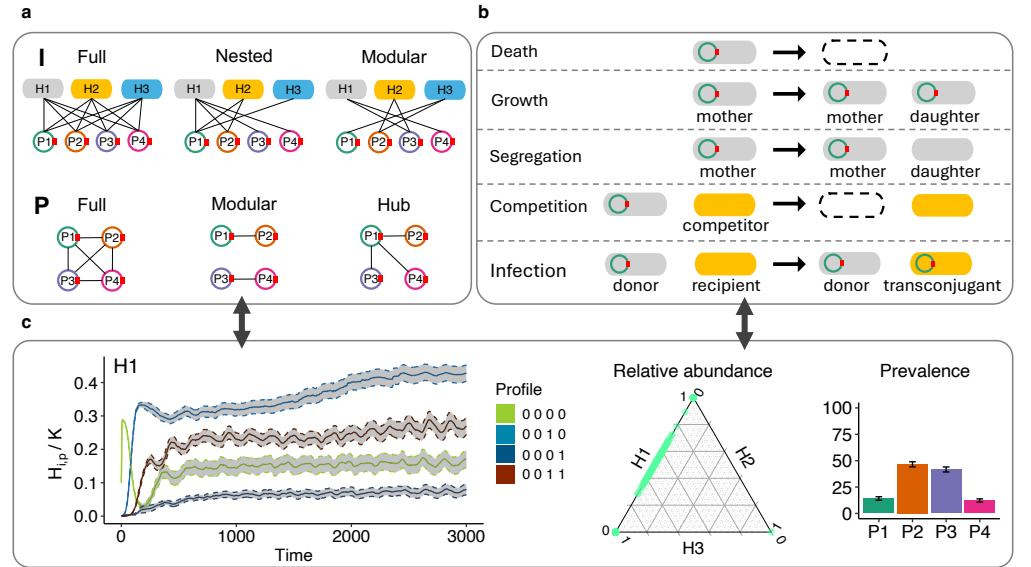 a
I Full Nested Modular
H1 H2 H3 H1 H2 H3 H1 H2 H3
P1 P2 P3 P4 P1 P2 P3 P4 P1 P2 P3 P4
P Full Modular Hub
P1 P2 P1 P2 P1 P2
P3 P4 P3 P4 P3 P4
b
Death
Growth
mother mother daughter
Segregation
mother mother daughter
Competition
competitor
Infection
donor recipient donor transconjugant
c
H1
H i,p / K
0.4
0.3
0.2
0.1
0.0
0 1000 2000 3000
Time
Profile
0 0 0 0
0 0 1 0
0 0 0 1
0 0 1 1
Relative abundance
1 0
H1 H2
0 1
1 0
H3
Prevalence
100
75
50
25
0
P1 P2 P3 P4